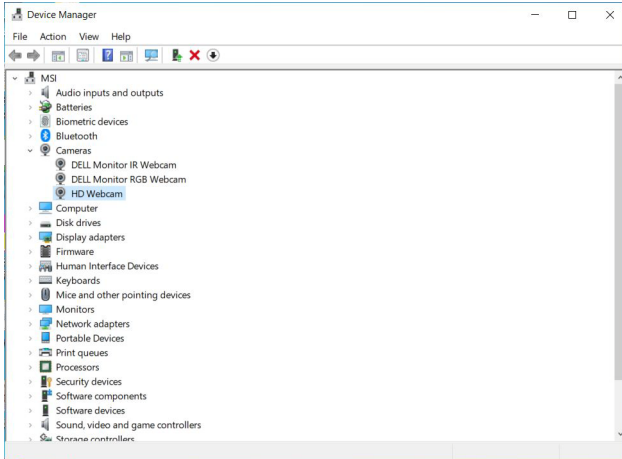 Device Manager
File Action View Help
MSI
Audio inputs and outputs
Batteries
Biometric devices
Bluetooth
Cameras
DELL Monitor IR Webcam
DELL Monitor RGB Webcam
HD Webcam
Computer
Disk drives
Display adapters
Firmware
Human Interface Devices
Keyboards
Mice and other pointing devices
Monitors
Network adapters
Portable Devices
Print queues
Processors
Security devices
Software components
Software devices
Sound, video and game controllers
Storage controllers